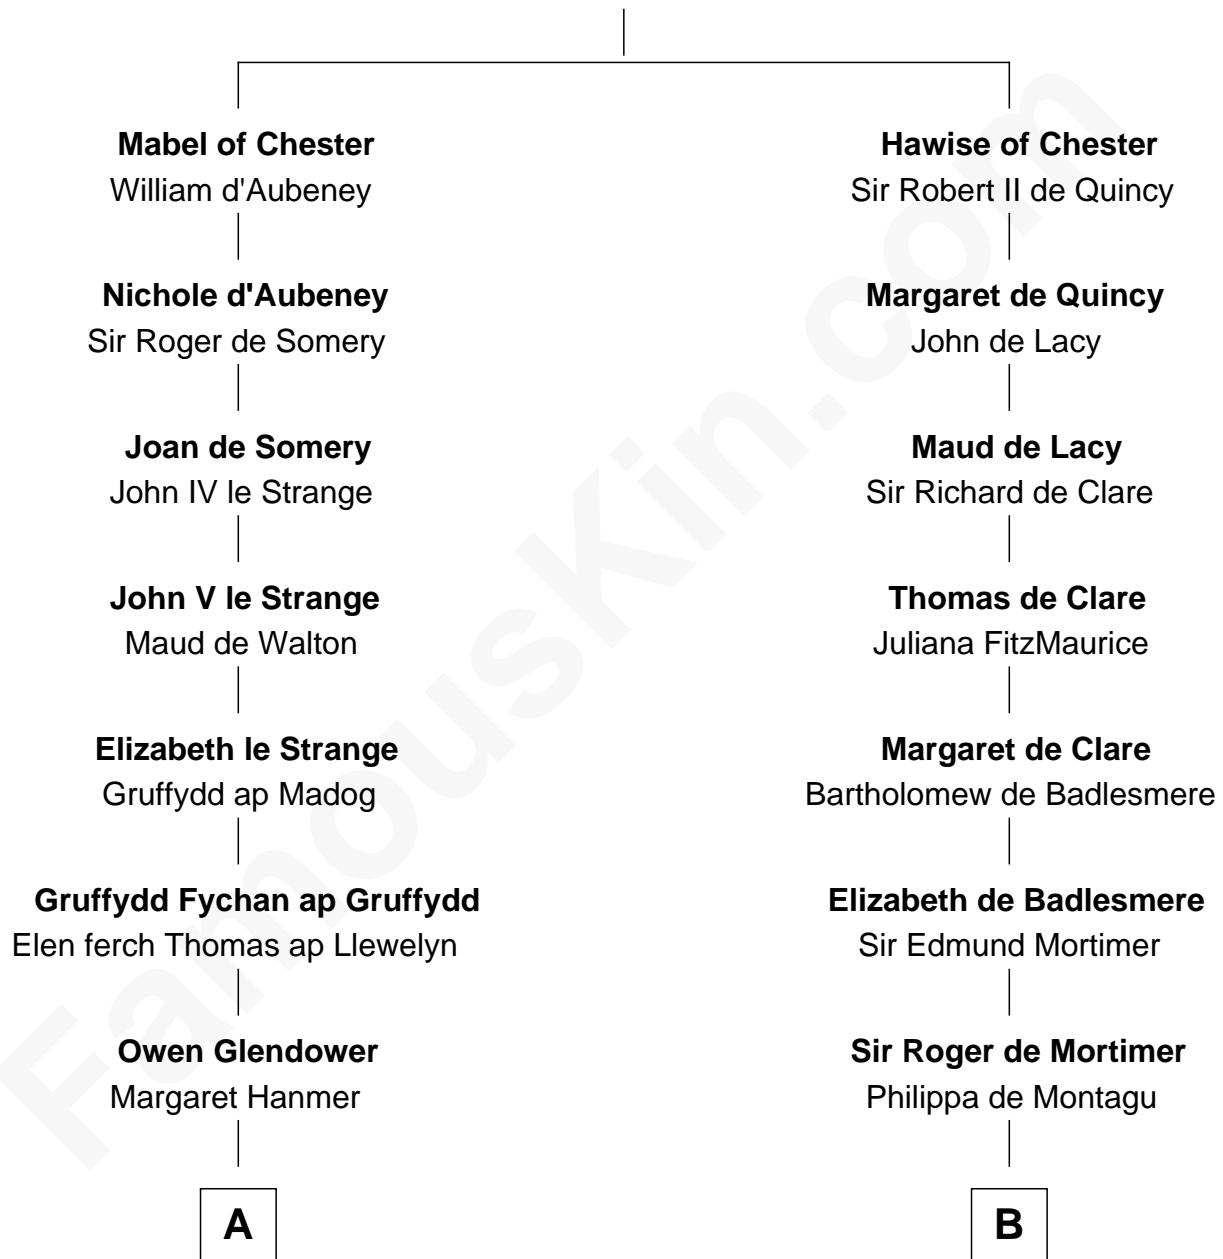 Mabel of Chester
William d'Aubeney
Nichole d'Aubeney
Sir Roger de Somery
Joan de Somery
John IV le Strange
John V le Strange
Maud de Walton
Elizabeth le Strange
Gruffydd ap Madog
Gruffydd Fychan ap Gruffydd
Elen ferch Thomas ap Llewelyn
Owen Glendower
Margaret Hanmer
A
Hawise of Chester
Sir Robert II de Quincy
Margaret de Quincy
John de Lacy
Maud de Lacy
Sir Richard de Clare
Thomas de Clare
Juliana FitzMaurice
Margaret de Clare
Bartholomew de Badlesmere
Elizabeth de Badlesmere
Sir Edmund Mortimer
Sir Roger de Mortimer
Philippa de Montagu
B
FamousKin.com